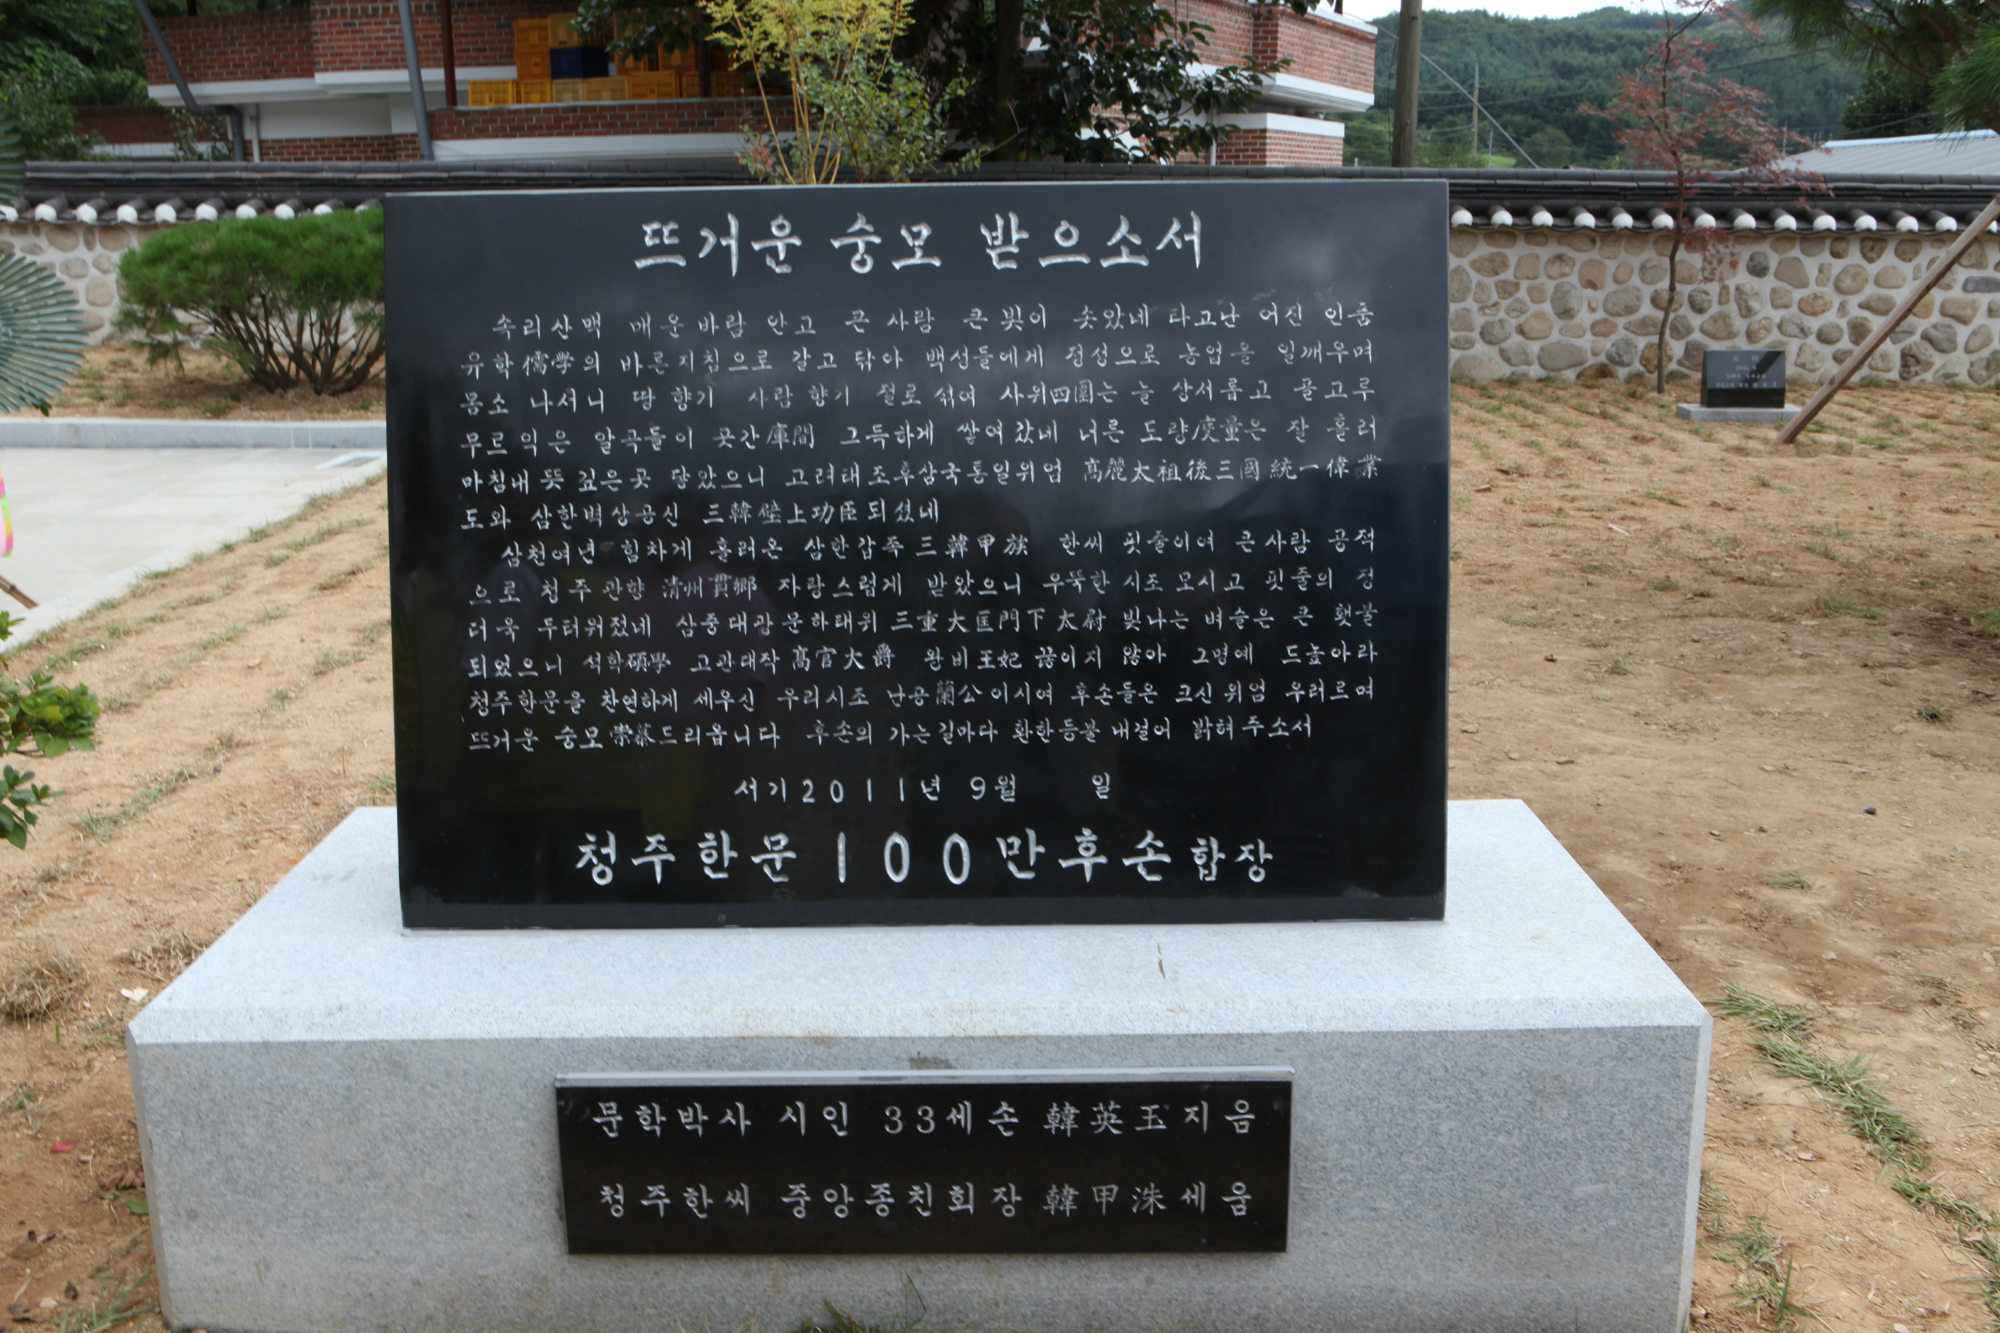 뜨거운 숭모 받으소서
속리산맥 매운 바람 안고 큰 사람 큰 빛이 솟았네 타고난 어진 인춤
유학儒学의 바른지침으로 갈고 닦아 백성들에게 정성으로 농업을 일깨우며
몸소 나서니 땅 향기 사람 향기 절로 섞여 사위四圍는 늘 상서롭고 골고루
무르익은 알곡들이 곳간庫間 그득하게 쌓여갔네 너른 도량度量은 잘 흘러
마침내 뜻 깊은곳 닿았으니 고려태조후삼국통일위업 高麗太祖後三國統一偉業
도와 삼한벽상공신 三韓壁上功臣되셨네
삼천여년 힘차게 흘러온 삼한갑족三韓甲族 한씨 핏줄이여 큰사람 공적
으로 청주관향 清州貫鄉 자랑스럽게 받았으니 우뚝한 시조모시고 핏줄의 정
더욱 두터워졌네 삼중대광문하태위 三重大匡門下太尉 빛나는 벼슬은 큰 횃불
되었으니 석학碩學 고관대작高官大爵 왕비王妃 끊이지 않아 그명예 드높아라
청주한문을 찬연하게 세우신 우리시조 난공蘭公이시여 후손들은 크신위엄 우러르며
뜨거운 숭모崇慕드리옵니다 후손의 가는길마다 환한등불내걸어 밝혀주소서
서기2011년 9월 일
청주한문100만후손합장
문학박사 시인 33세손 韓英玉지음
청주한씨 중앙종친회장 韓甲洙세움